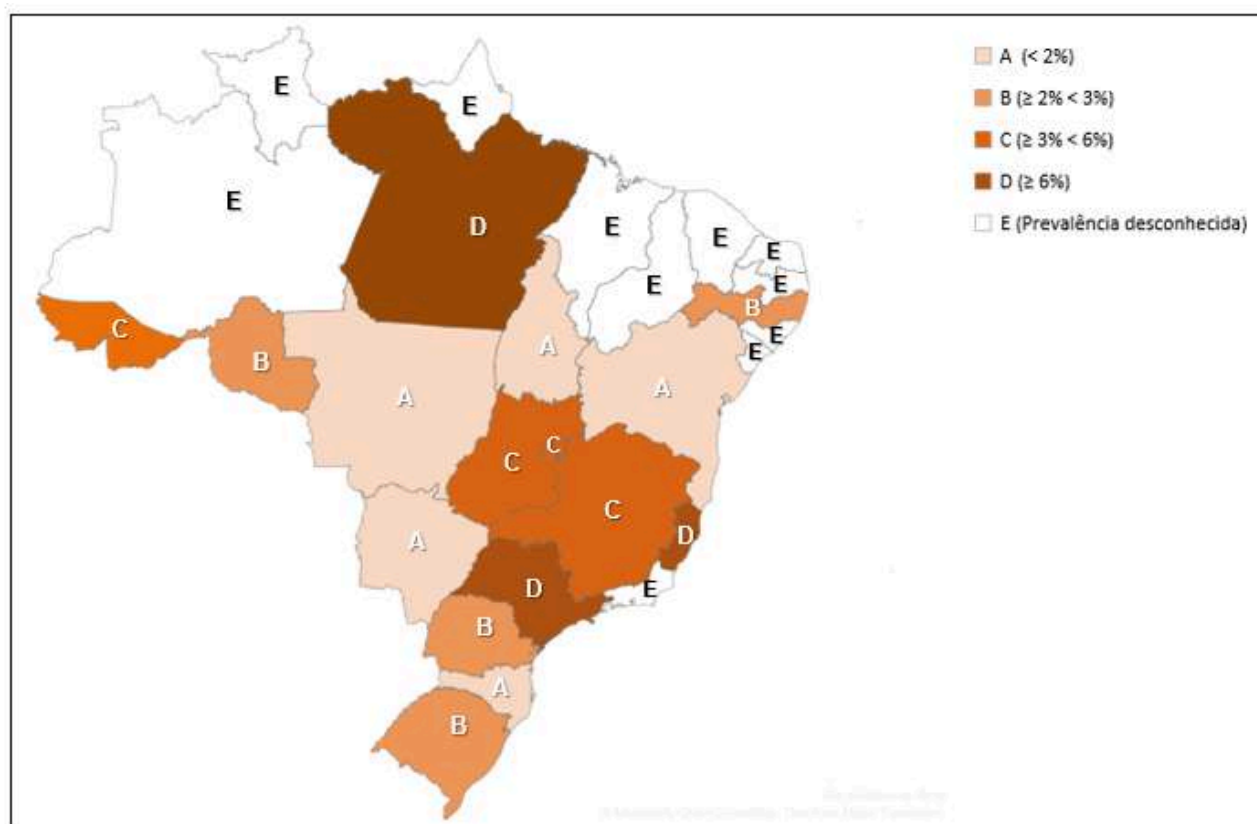 A (< 2%)
B (≥ 2% < 3%)
C (≥ 3% < 6%)
D (≥ 6%)
E (Prevalência desconhecida)
E
E
E
D
E
E
E
E
E
B
E
E
C
B
A
A
A
C
C
C
D
A
D
E
B
A
B